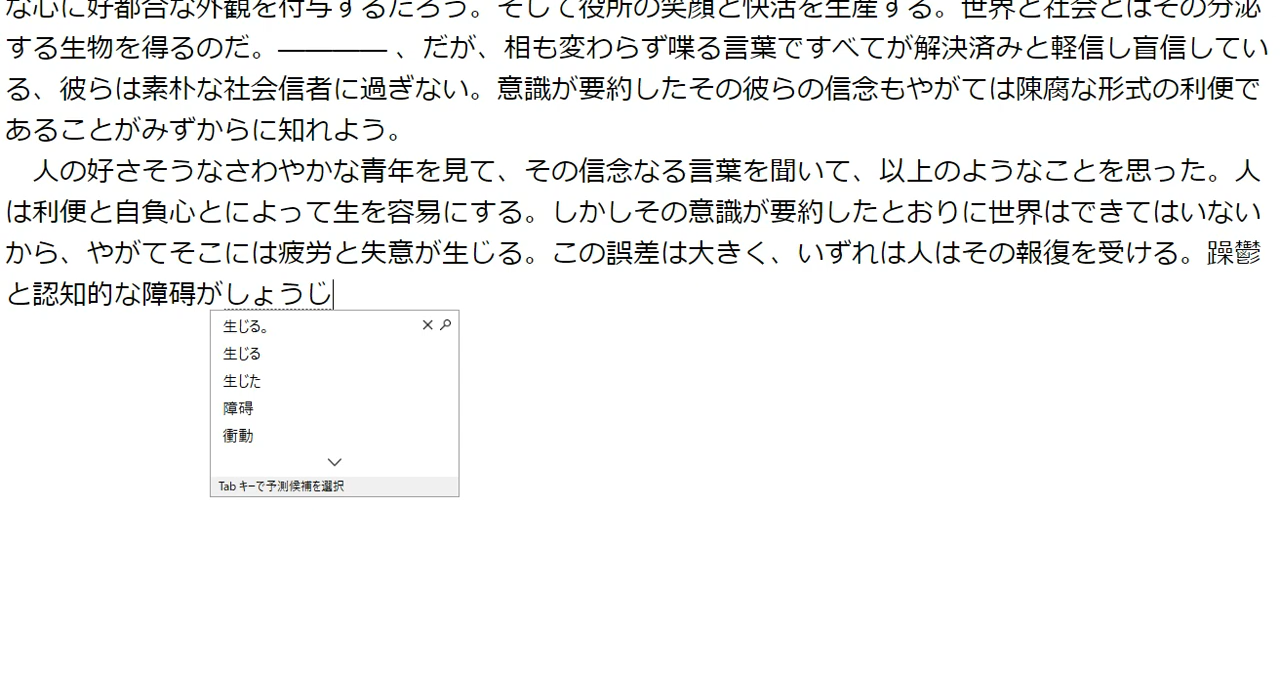 な心に好都合な外観を付与するだろう。そして役所の笑顔と快活を生産する。世界と社会とはその分泌
する生物を得るのだ。―――― 、だが、相も変わらず喋る言葉ですべてが解決済みと軽信し盲信してい
る、彼らは素朴な社会信者に過ぎない。意識が要約したその彼らの信念もやがては陳腐な形式の利便で
あることがみずからに知れよう。
　人の好さそうなさわやかな青年を見て、その信念なる言葉を聞いて、以上のようなことを思った。人
は利便と自負心とによって生を容易にする。しかしその意識が要約したとおりに世界はできてはいない
から、やがてそこには疲労と失意が生じる。この誤差は大きく、いずれは人はその報復を受ける。躁鬱
と認知的な障碍がしょうじ
生じる。
生じる
生じた
障碍
衝動
Tab キーで予測候補を選択